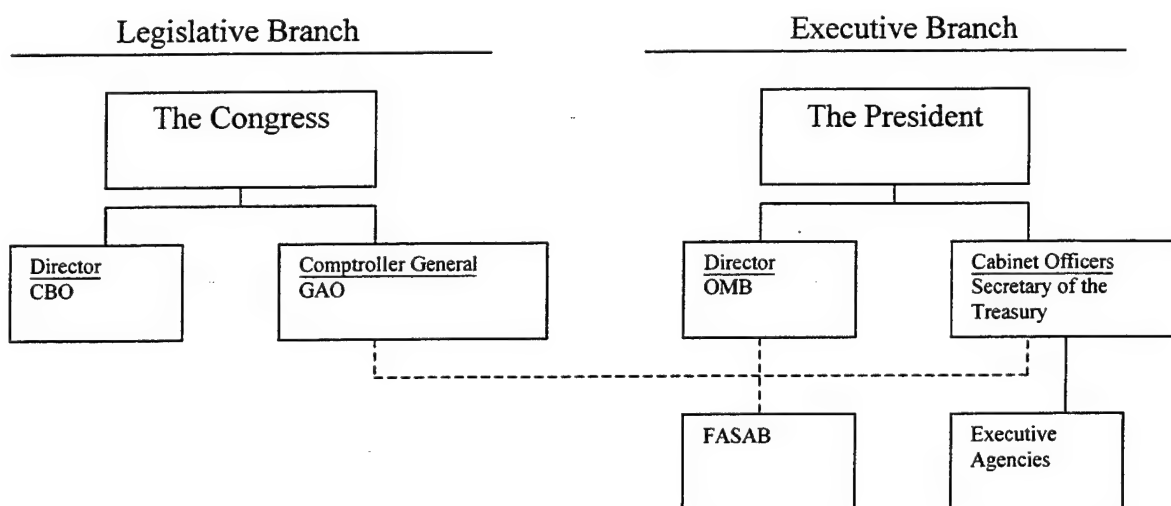 Legislative Branch
Executive Branch
The Congress
The President
Director
CBO
Comptroller General
GAO
Director
OMB
Cabinet Officers
Secretary of the
Treasury
FASAB
Executive
Agencies